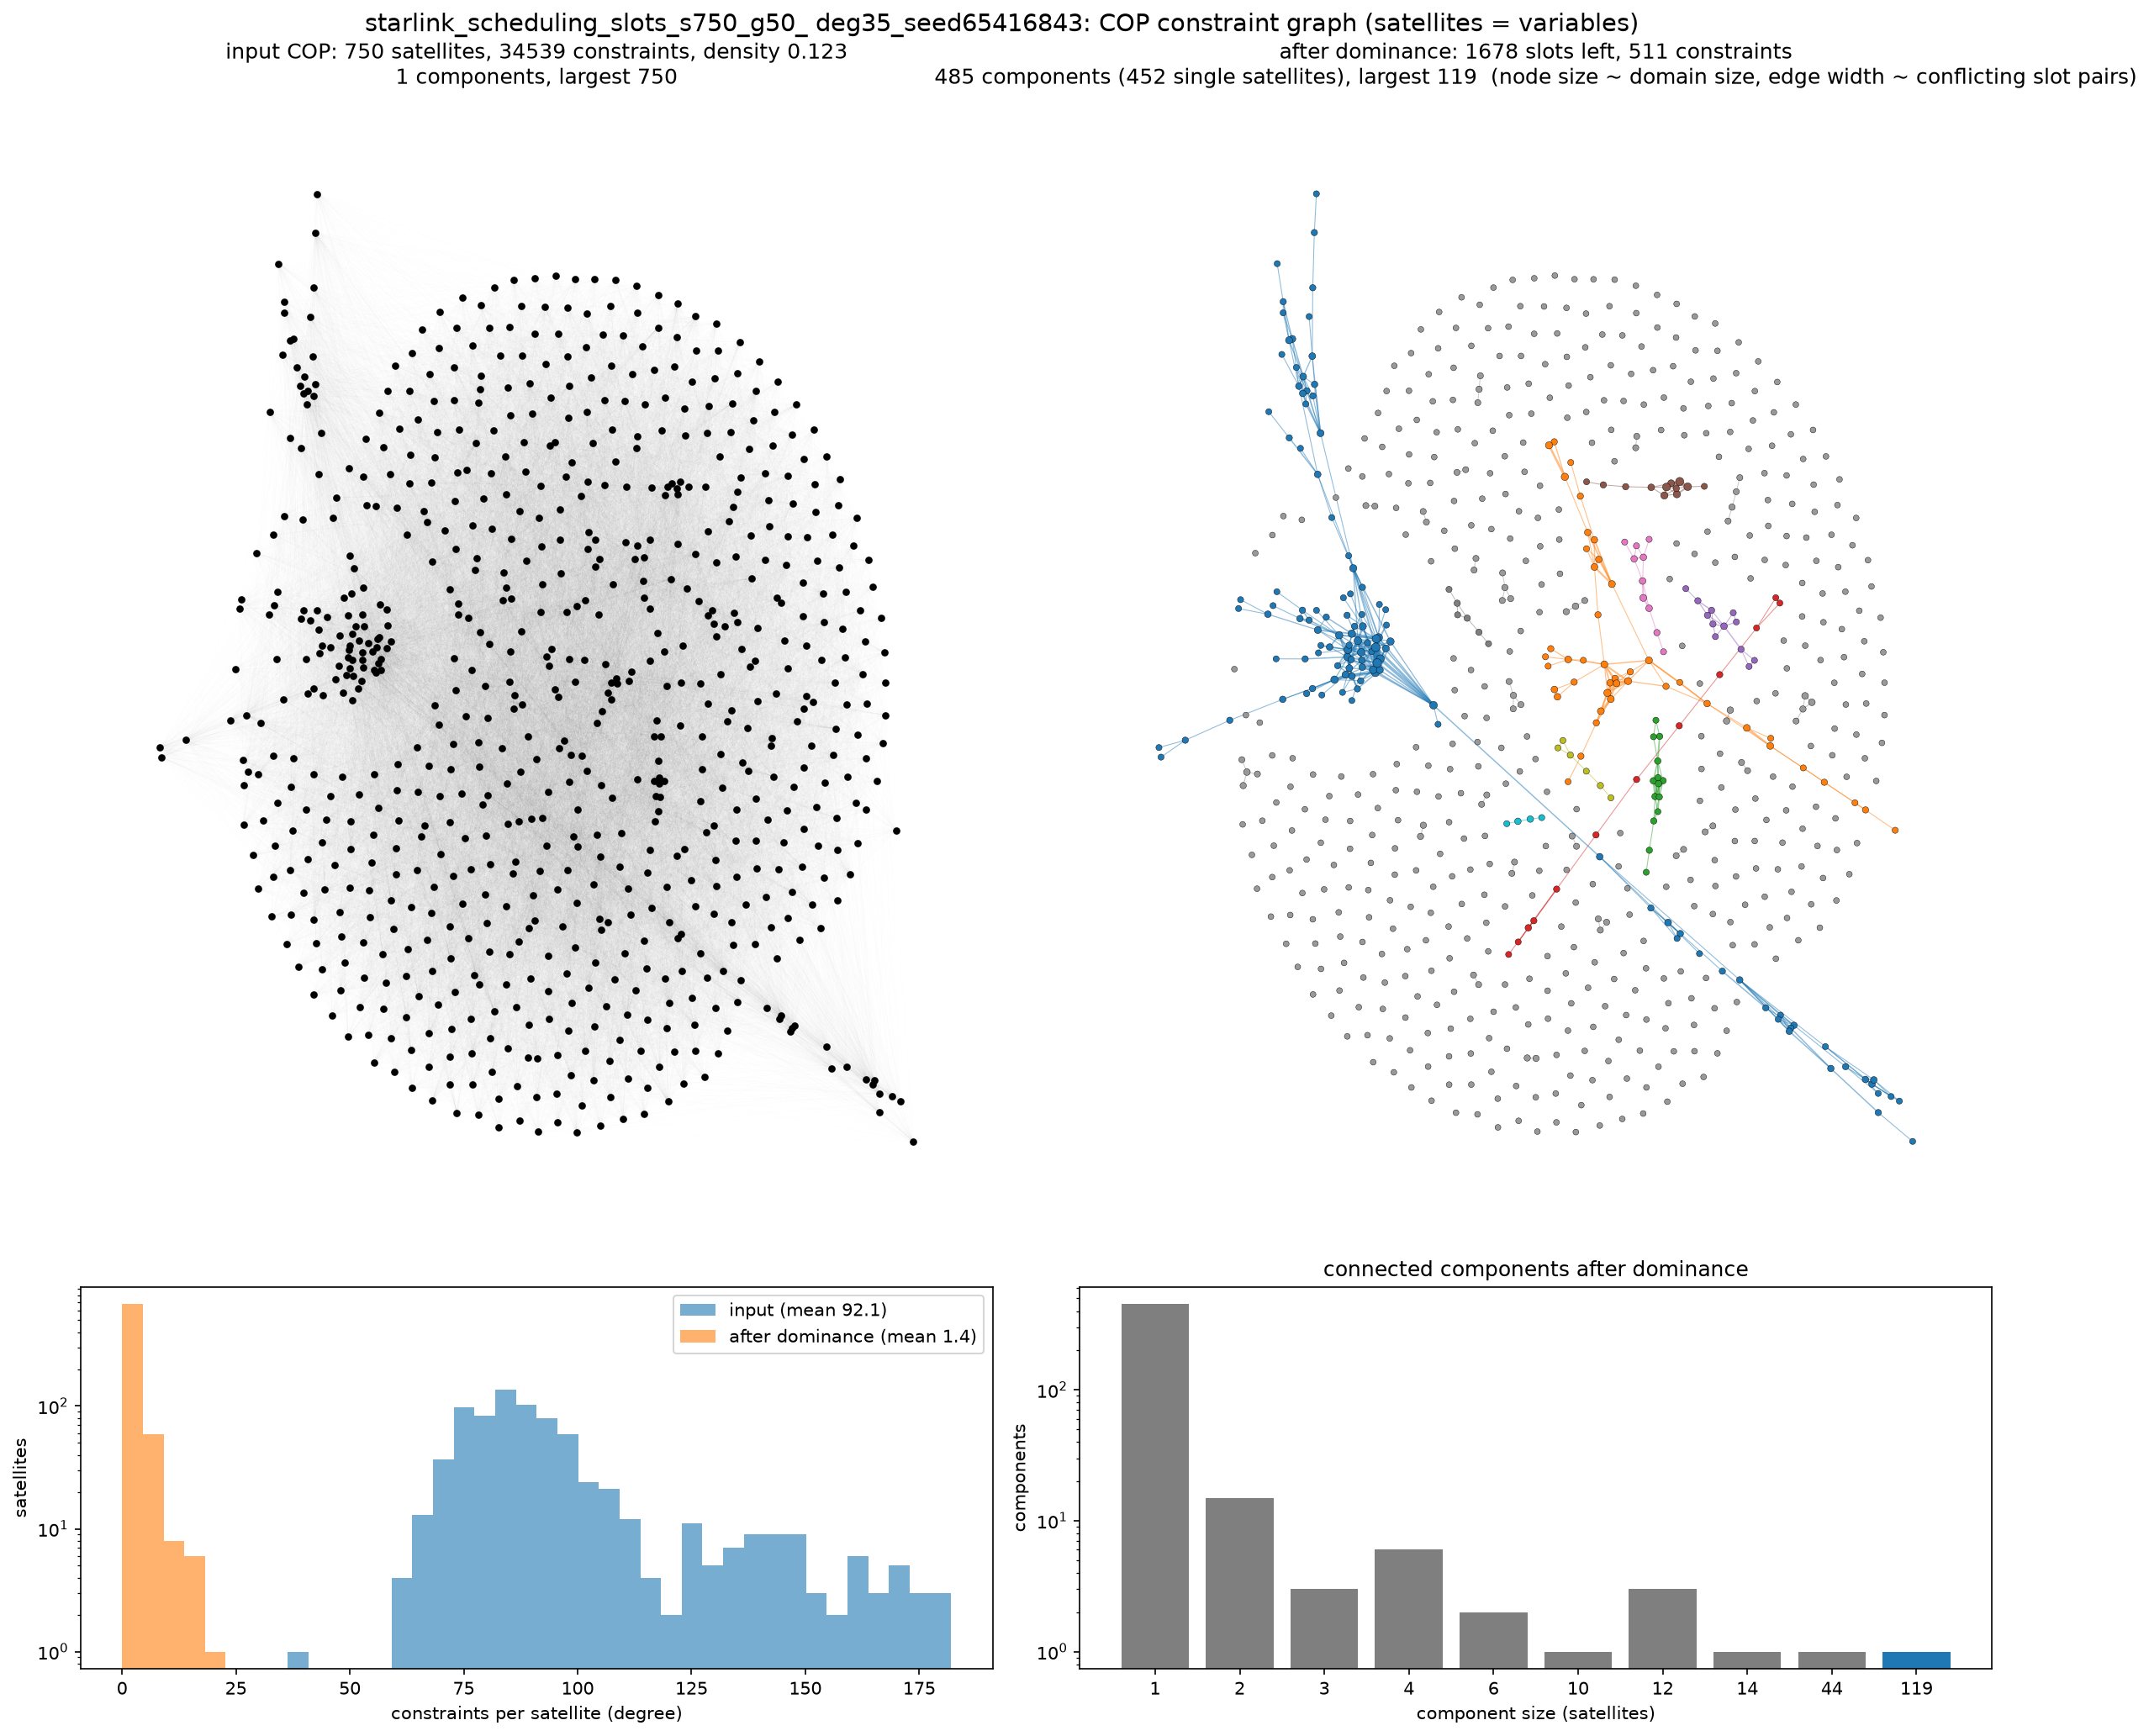 starlink_scheduling_slots_s750_g50_ deg35_seed65416843: COP constraint graph (satellites = variables)
input COP: 750 satellites, 34539 constraints, density 0.123
1 components, largest 750
after dominance: 1678 slots left, 511 constraints
485 components (452 single satellites), largest 119  (node size ~ domain size, edge width ~ conflicting slot pairs)
input (mean 92.1)
after dominance (mean 1.4)
satellites
10²
10¹
10⁰
0 25 50 75 100 125 150 175
constraints per satellite (degree)
connected components after dominance
components
10²
10¹
10⁰
1 2 3 4 6 10 12 14 44 119
component size (satellites)